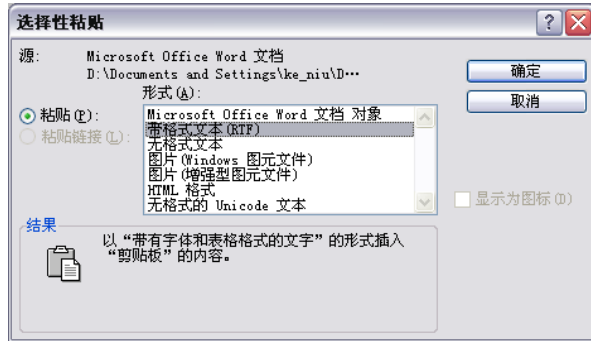 选择性粘贴
源: Microsoft Office Word 文档
D:\Documents and Settings\ke_niu\D…
形式(A):
粘贴(P):
粘贴链接(L):
Microsoft Office Word 文档 对象
带格式文本(RTF)
无格式文本
图片(Windows 图元文件)
图片(增强型图元文件)
HTML 格式
无格式的 Unicode 文本
确定
取消
显示为图标(D)
结果
以“带有字体和表格格式的文字”的形式插入
“剪贴板”的内容。